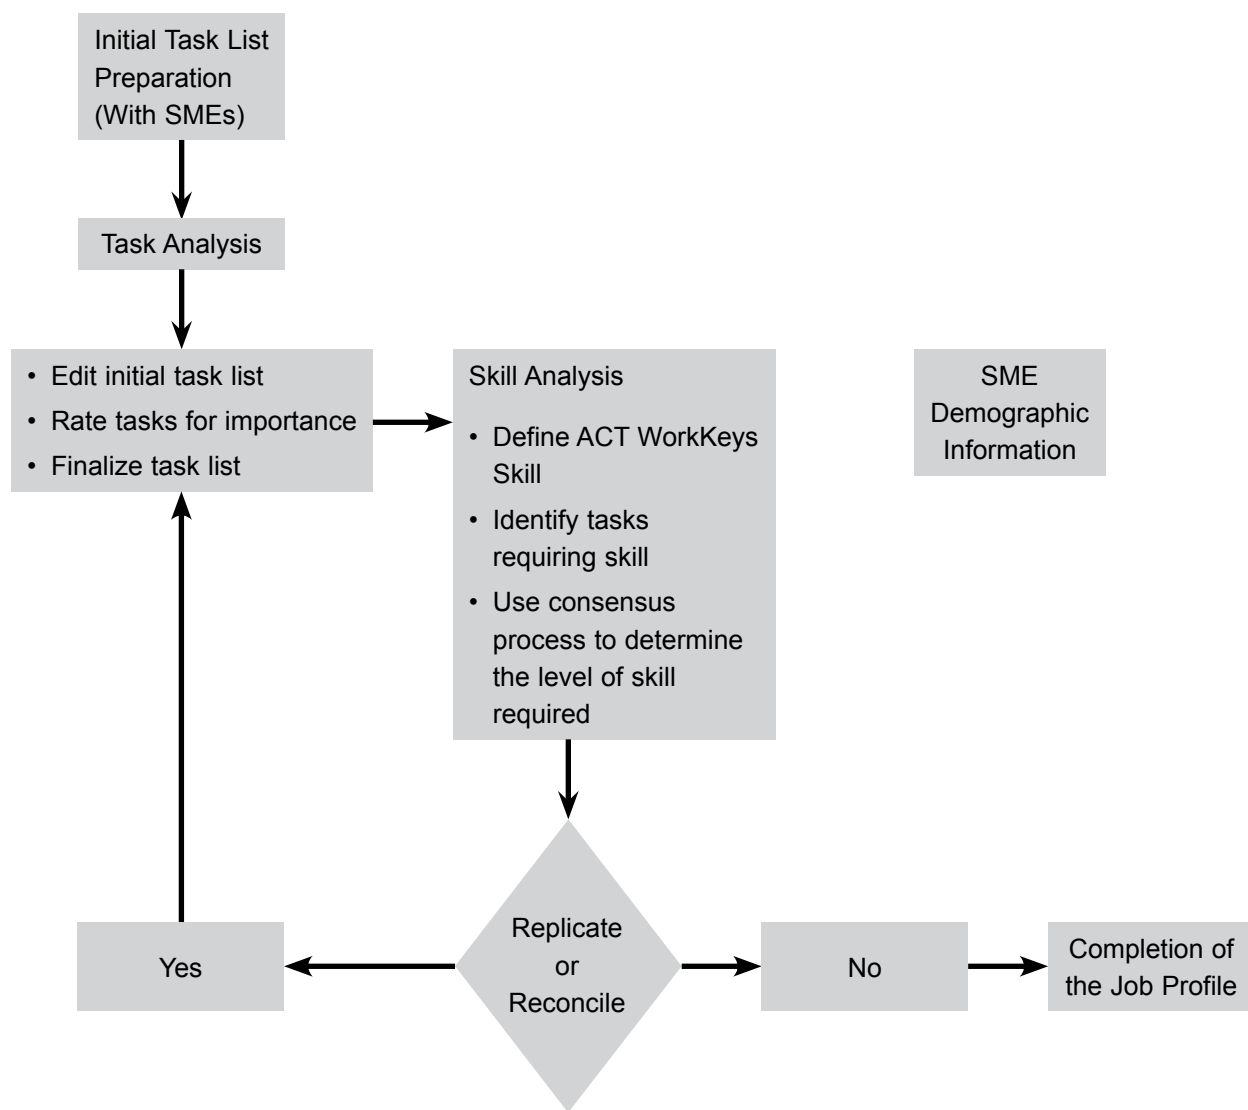 Initial Task List
Preparation
(With SMEs)
Task Analysis
• Edit initial task list
• Rate tasks for importance
• Finalize task list
Skill Analysis
• Define ACT WorkKeys
Skill
• Identify tasks
requiring skill
• Use consensus
process to determine
the level of skill
required
SME
Demographic
Information
Replicate
or
Reconcile
Yes
No
Completion of
the Job Profile